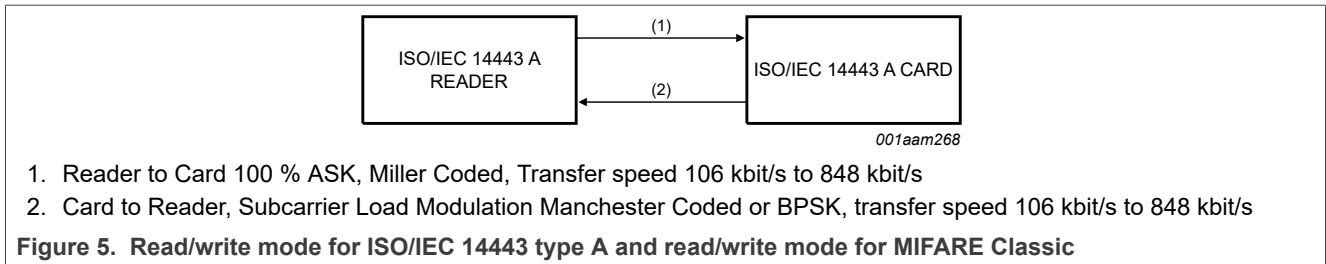 (1)
ISO/IEC 14443 A
READER
ISO/IEC 14443 A CARD
(2)
001aam268
1. Reader to Card 100 % ASK, Miller Coded, Transfer speed 106 kbit/s to 848 kbit/s
2. Card to Reader, Subcarrier Load Modulation Manchester Coded or BPSK, transfer speed 106 kbit/s to 848 kbit/s
Figure 5. Read/write mode for ISO/IEC 14443 type A and read/write mode for MIFARE Classic